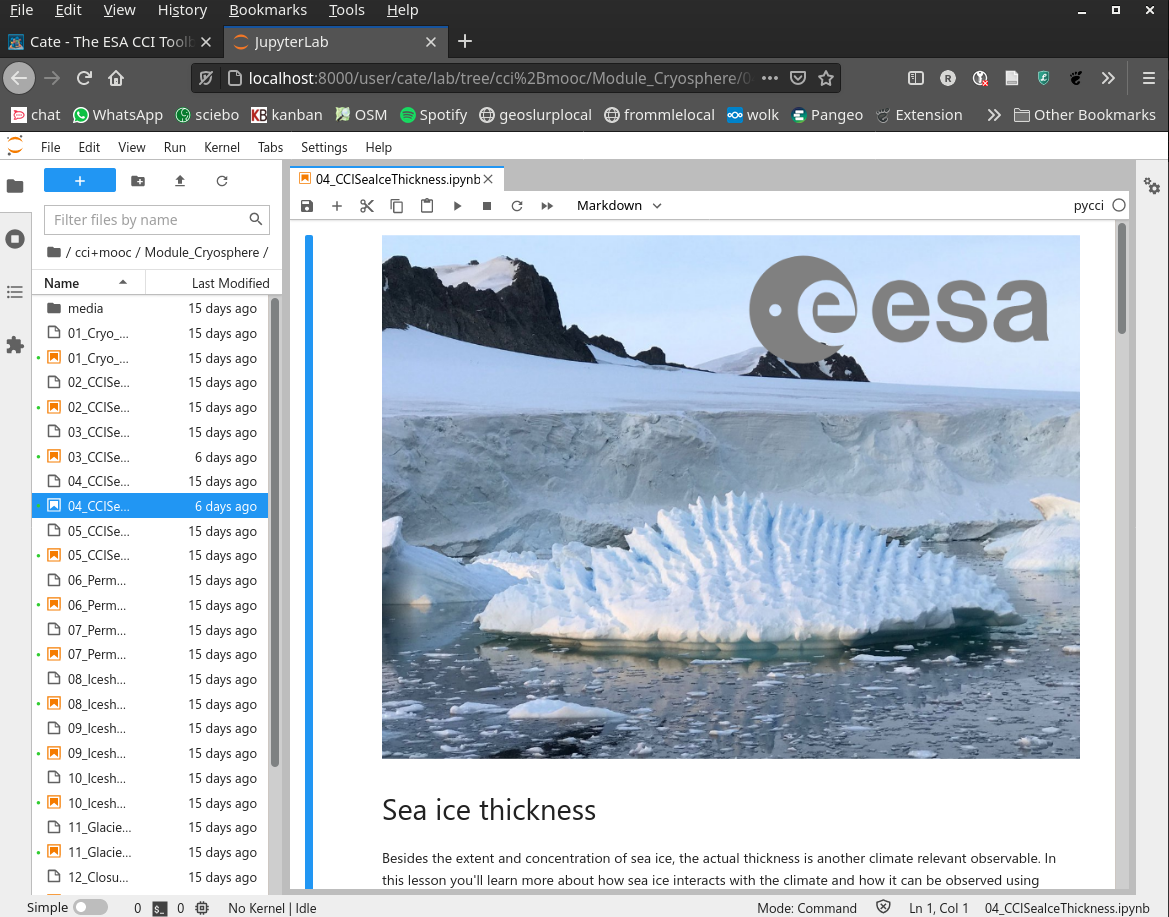 File Edit View History Bookmarks Tools Help
Cate - The ESA CCI Toolb
JupyterLab
localhost:8000/user/cate/lab/tree/cci%2Bmooc/Module_Cryosphere/0
chat WhatsApp sciebo KB kanban OSM Spotify geoslurplocal frommlelocal wolk Pangeo Extension Other Bookmarks
File Edit View Run Kernel Tabs Settings Help
04_CCISeaIceThickness.ipynb
Filter files by name
Markdown
pycci
/ cci+mooc / Module_Cryosphere /
Name Last Modified
media 15 days ago
01_Cryo_... 15 days ago
01_Cryo_... 15 days ago
02_CCISe... 15 days ago
02_CCISe... 15 days ago
03_CCISe... 15 days ago
03_CCISe... 6 days ago
04_CCISe... 15 days ago
04_CCISe... 6 days ago
05_CCISe... 15 days ago
05_CCISe... 15 days ago
06_Perm... 15 days ago
06_Perm... 15 days ago
07_Perm... 15 days ago
07_Perm... 15 days ago
08_Icesh... 15 days ago
08_Icesh... 15 days ago
09_Icesh... 15 days ago
09_Icesh... 15 days ago
10_Icesh... 15 days ago
10_Icesh... 15 days ago
11_Glacie... 15 days ago
11_Glacie... 15 days ago
12_Closu... 15 days ago
esa
Sea ice thickness
Besides the extent and concentration of sea ice, the actual thickness is another climate relevant observable. In
this lesson you'll learn more about how sea ice interacts with the climate and how it can be observed using
Simple 0 $_ 0 No Kernel | Idle Mode: Command Ln 1, Col 1 04_CCISeaIceThickness.ipynb